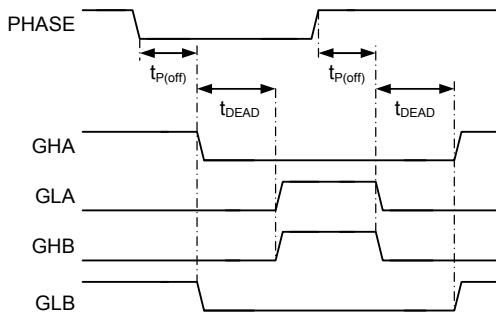 PHASE
tP(off) tP(off)
tDEAD tDEAD
GHA
GLA
GHB
GLB